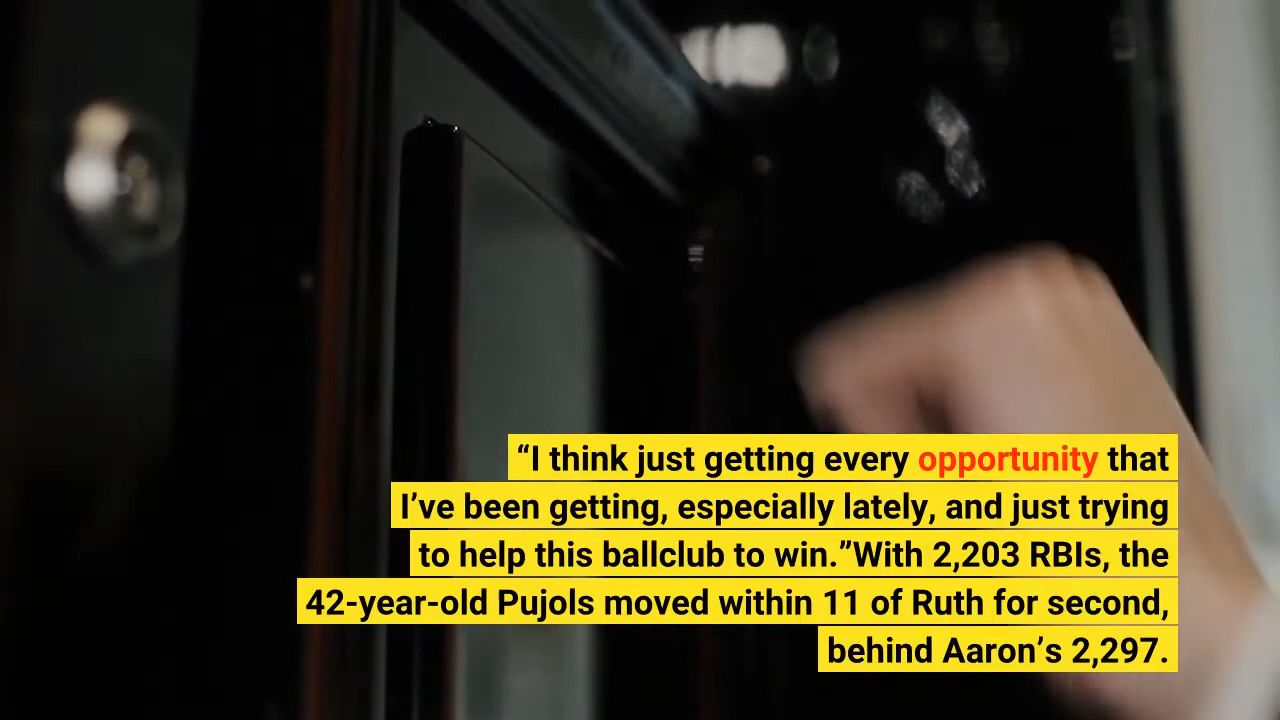 “I think just getting every opportunity that
I’ve been getting, especially lately, and just trying
to help this ballclub to win.”With 2,203 RBIs, the
42-year-old Pujols moved within 11 of Ruth for second,
behind Aaron’s 2,297.